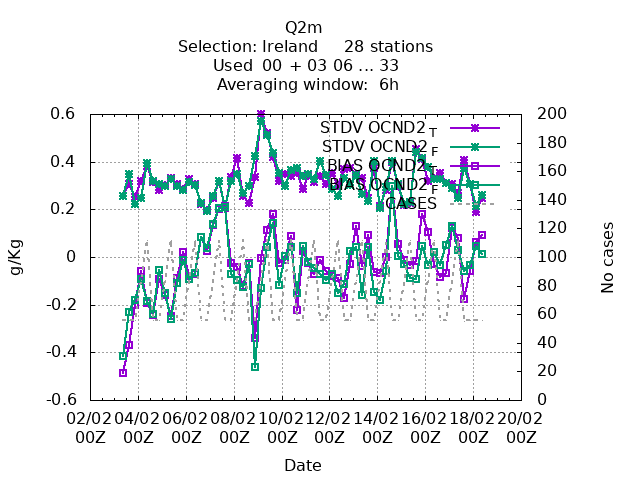 Q2m
Selection: Ireland 28 stations
Used 00 + 03 06 ... 33
Averaging window: 6h
STDV OCND2 T
STDV OCND2 F
BIAS OCND2 T
BIAS OCND2 F
CASES
0.6
0.4
0.2
0
-0.2
-0.4
-0.6
g/Kg
200
180
160
140
120
100
80
60
40
20
0
No cases
02/02 04/02 06/02 08/02 10/02 12/02 14/02 16/02 18/02 20/02
00Z 00Z 00Z 00Z 00Z 00Z 00Z 00Z 00Z 00Z
Date